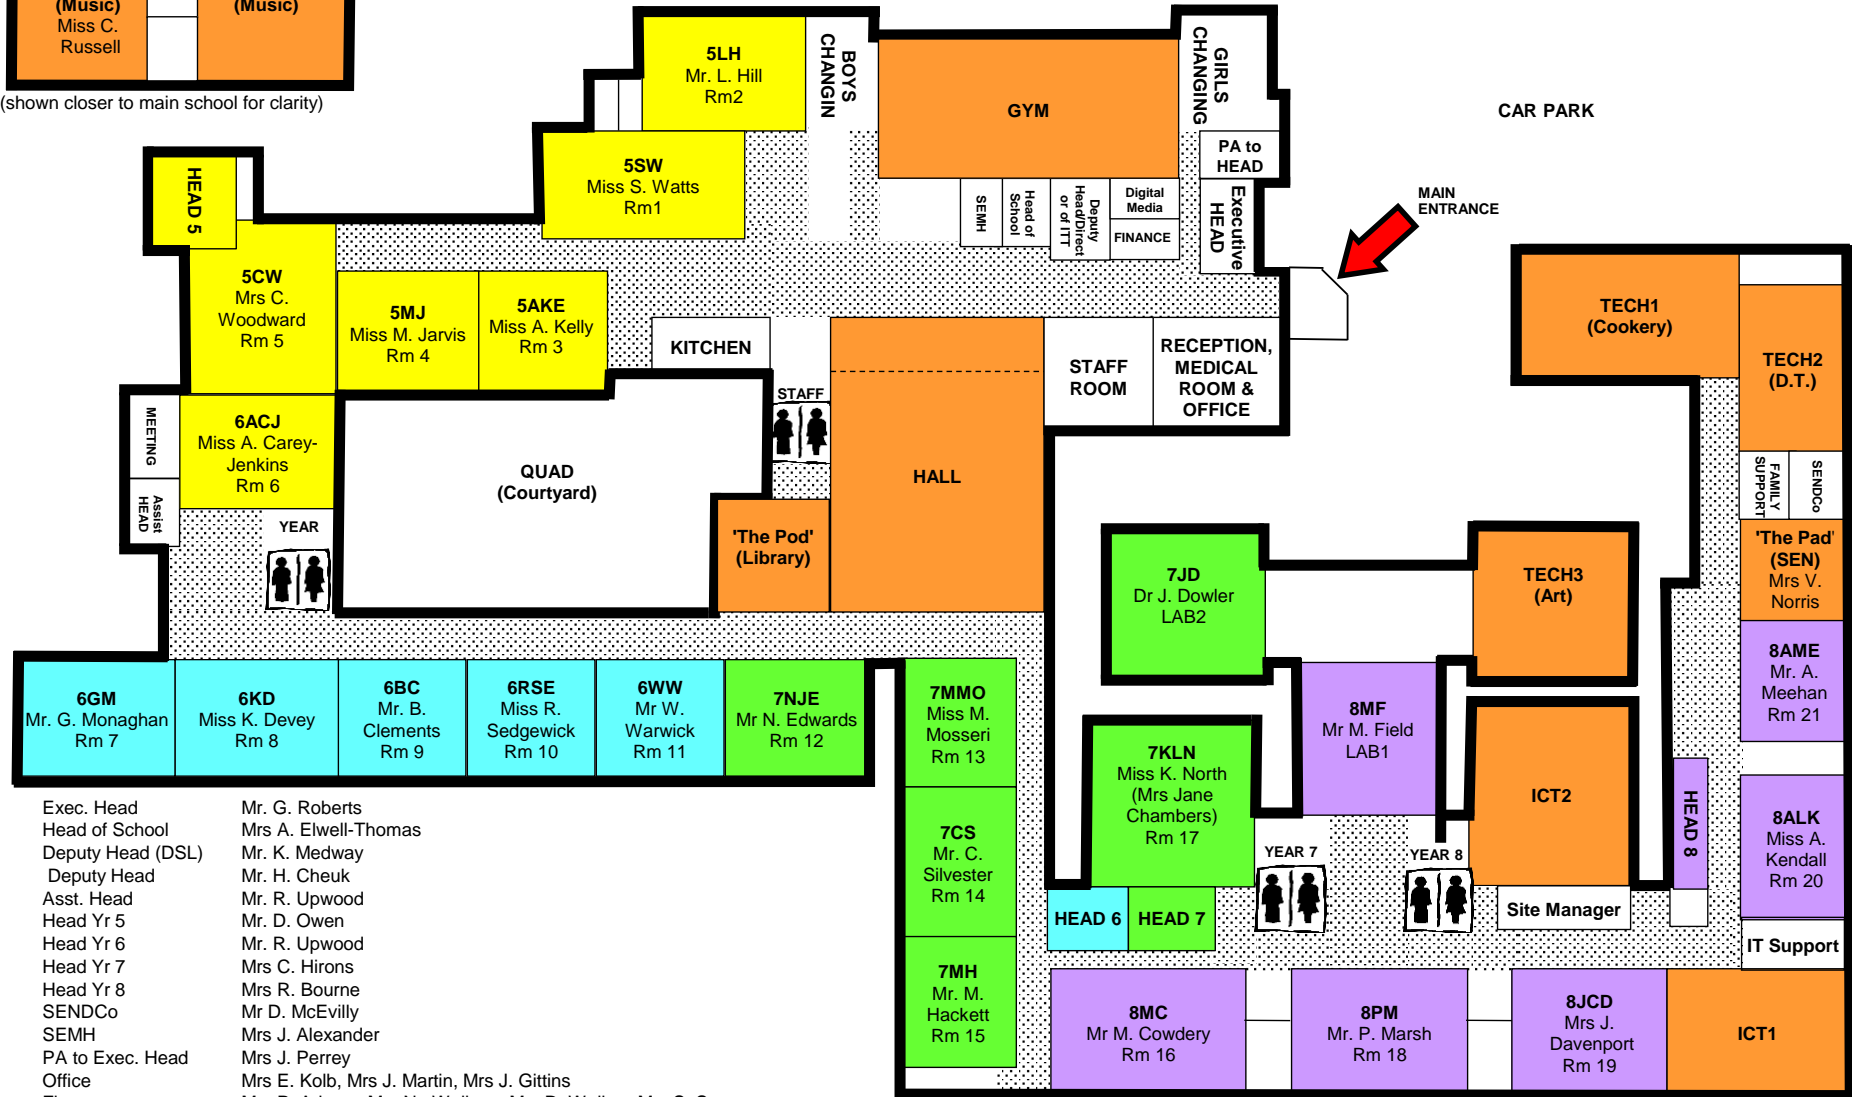 (Music)
Miss C.
Russell
(Music)
(shown closer to main school for clarity)
5LH
Mr. L. Hill
Rm2
BOYS
CHANGIN
GYM
GIRLS
CHANGING
CAR PARK
PA to
HEAD
MAIN
ENTRANCE
5SW
Miss S. Watts
Rm1
HEAD 5
SEMH
Head of
School
Deputy
Head/Direct
or of ITT
Digital
Media
FINANCE
Executive
HEAD
5CW
Mrs C.
Woodward
Rm 5
5MJ
Miss M. Jarvis
Rm 4
5AKE
Miss A. Kelly
Rm 3
KITCHEN
STAFF
ROOM
RECEPTION,
MEDICAL
ROOM &
OFFICE
TECH1
(Cookery)
TECH2
(D.T.)
STAFF
MEETING
6ACJ
Miss A. Carey-
Jenkins
Rm 6
QUAD
(Courtyard)
HALL
FAMILY
SUPPORT
SENDCo
Assist
HEAD
YEAR
'The Pod'
(Library)
7JD
Dr J. Dowler
LAB2
TECH3
(Art)
'The Pad'
(SEN)
Mrs V.
Norris
8AME
Mr. A.
Meehan
Rm 21
6GM
Mr. G. Monaghan
Rm 7
6KD
Miss K. Devey
Rm 8
6BC
Mr. B.
Clements
Rm 9
6RSE
Miss R.
Sedgewick
Rm 10
6WW
Mr W.
Warwick
Rm 11
7NJE
Mr N. Edwards
Rm 12
7MMO
Miss M.
Mosseri
Rm 13
8MF
Mr M. Field
LAB1
7KLN
Miss K. North
(Mrs Jane
Chambers)
Rm 17
ICT2
HEAD 8
8ALK
Miss A.
Kendall
Rm 20
7CS
Mr. C.
Silvester
Rm 14
YEAR 7
YEAR 8
HEAD 6
HEAD 7
Site Manager
IT Support
7MH
Mr. M.
Hackett
Rm 15
8MC
Mr M. Cowdery
Rm 16
8PM
Mr. P. Marsh
Rm 18
8JCD
Mrs J.
Davenport
Rm 19
ICT1
Exec. Head Mr. G. Roberts
Head of School Mrs A. Elwell-Thomas
Deputy Head (DSL) Mr. K. Medway
Deputy Head Mr. H. Cheuk
Asst. Head Mr. R. Upwood
Head Yr 5 Mr. D. Owen
Head Yr 6 Mr. R. Upwood
Head Yr 7 Mrs C. Hirons
Head Yr 8 Mrs R. Bourne
SENDCo Mr D. McEvilly
SEMH Mrs J. Alexander
PA to Exec. Head Mrs J. Perrey
Office Mrs E. Kolb, Mrs J. Martin, Mrs J. Gittins